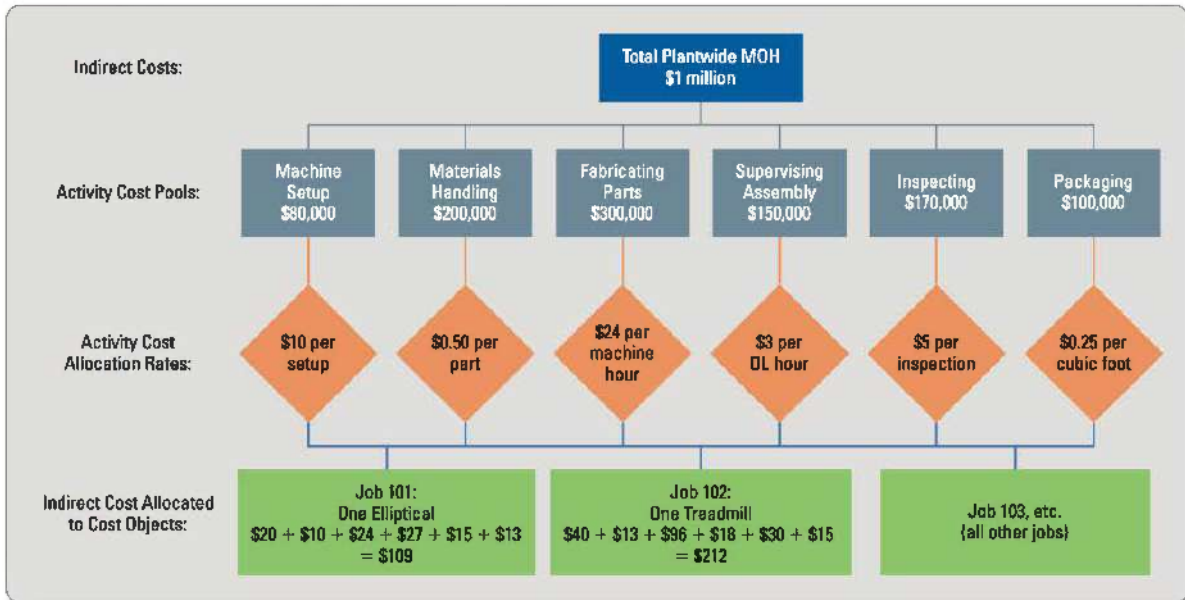 Indirect Costs:
Total Plantwide MOH
$1 million
Activity Cost Pools:
Machine
Setup
$80,000
Materials
Handling
$200,000
Fabricating
Parts
$300,000
Supervising
Assembly
$150,000
Inspecting
$170,000
Packaging
$100,000
Activity Cost
Allocation Rates:
$10 per
setup
$0.50 per
part
$24 per
machine
hour
$3 per
DL hour
$5 per
inspection
$0.25 per
cubic foot
Indirect Cost Allocated
to Cost Objects:
Job 101:
One Elliptical
$20 + $10 + $24 + $27 + $15 + $13
= $109
Job 102:
One Treadmill
$40 + $13 + $96 + $18 + $30 + $15
= $212
Job 103, etc.
(all other jobs)